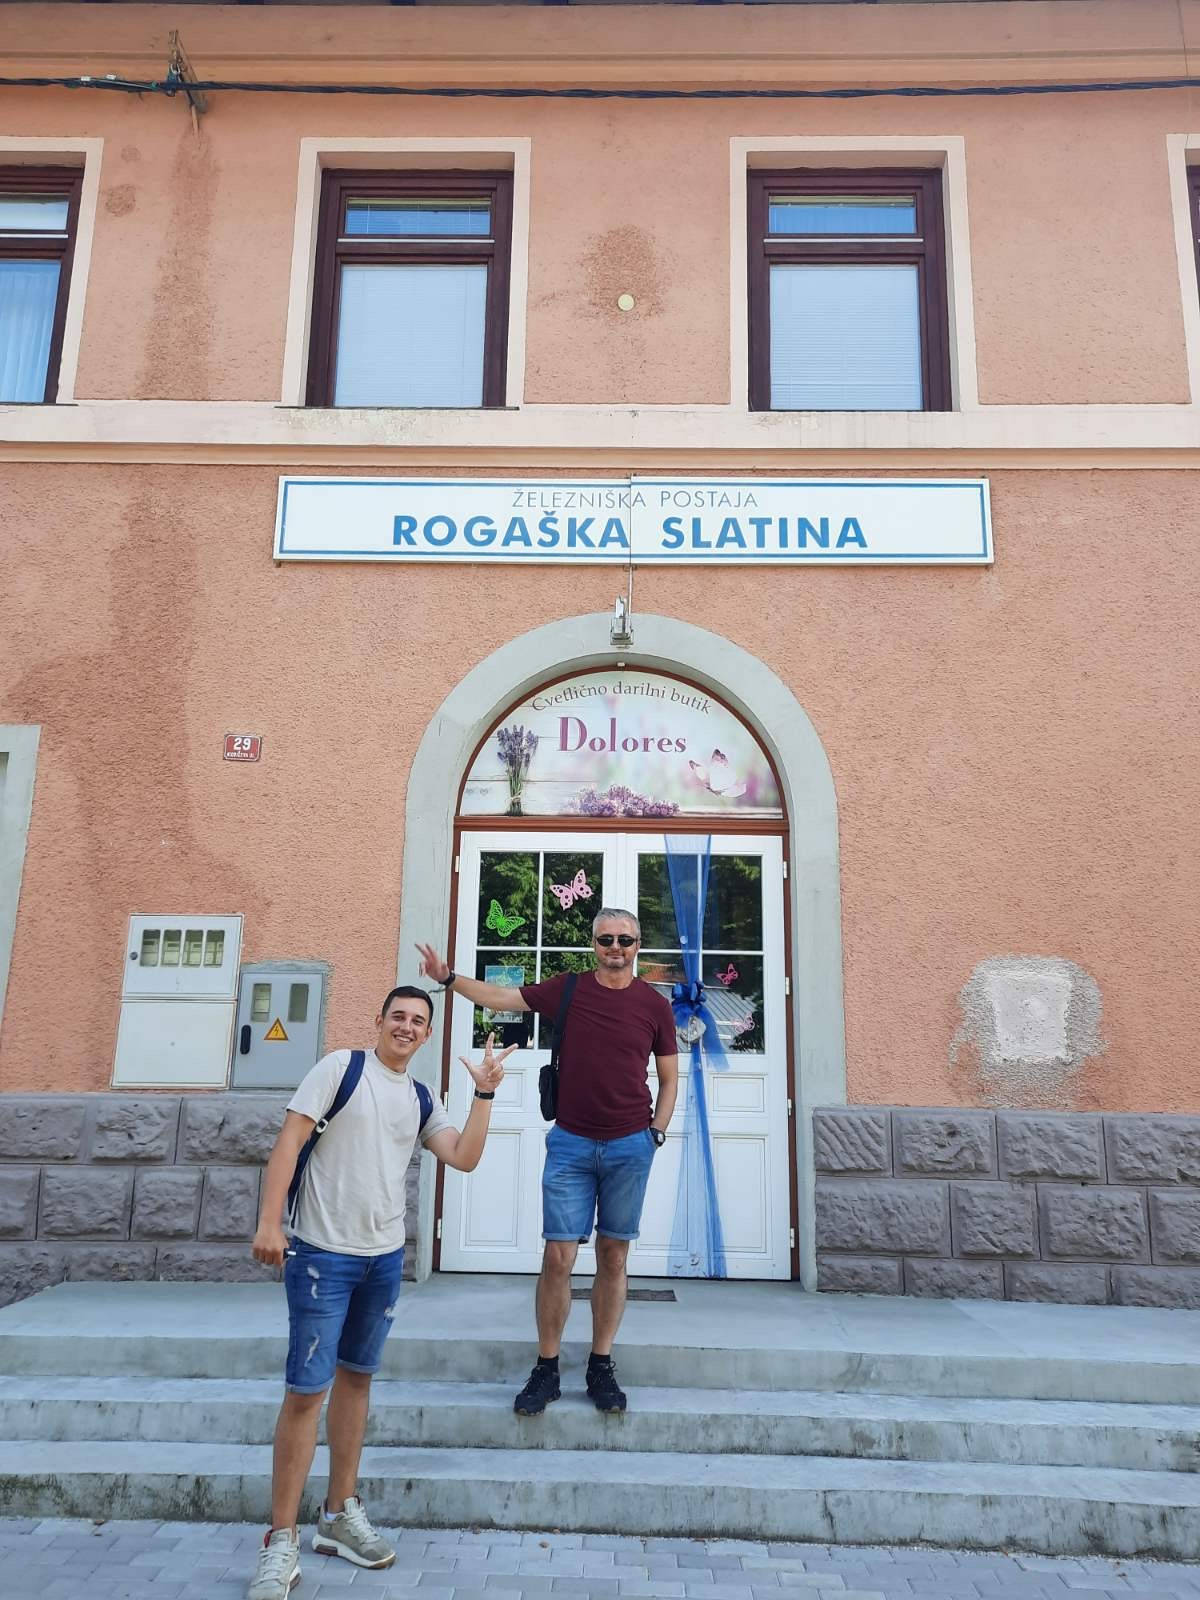 ŽELEZNIŠKA POSTAJA
ROGAŠKA SLATINA
Cvetlično darilni butik
Dolores
29